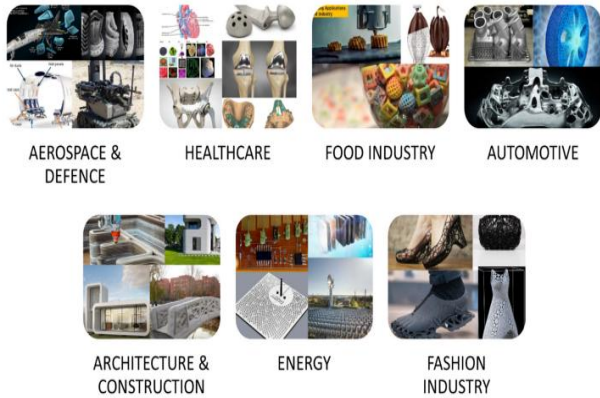 AEROSPACE &
DEFENCE
HEALTHCARE
FOOD INDUSTRY
AUTOMOTIVE
ARCHITECTURE &
CONSTRUCTION
ENERGY
FASHION
INDUSTRY